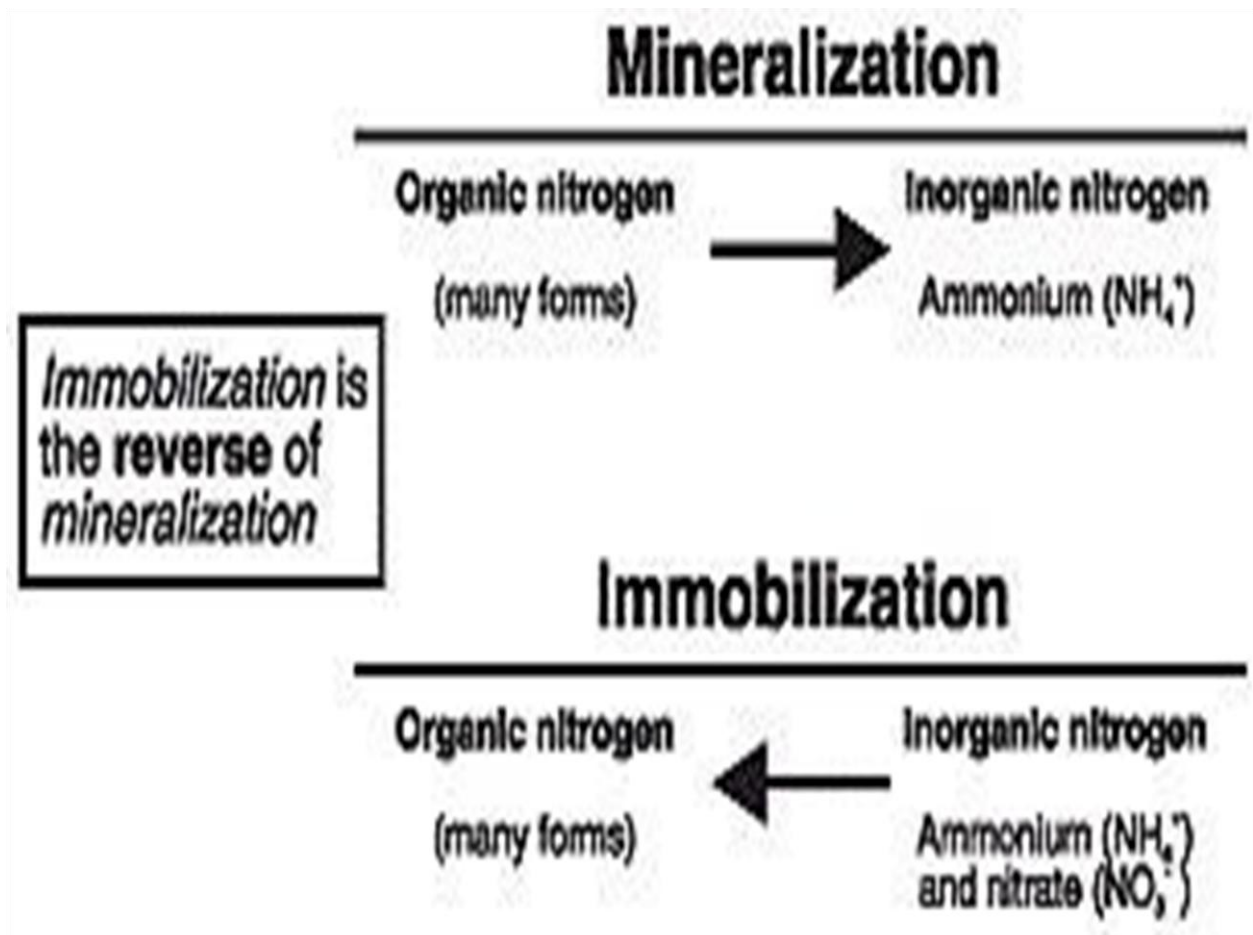 Mineralization
Organic nitrogen
Inorganic nitrogen
(many forms)
Ammonium (NH₄⁺)
Immobilization is
the reverse of
mineralization
Immobilization
Organic nitrogen
Inorganic nitrogen
(many forms)
Ammonium (NH₄⁺)
and nitrate (NO₃⁻)